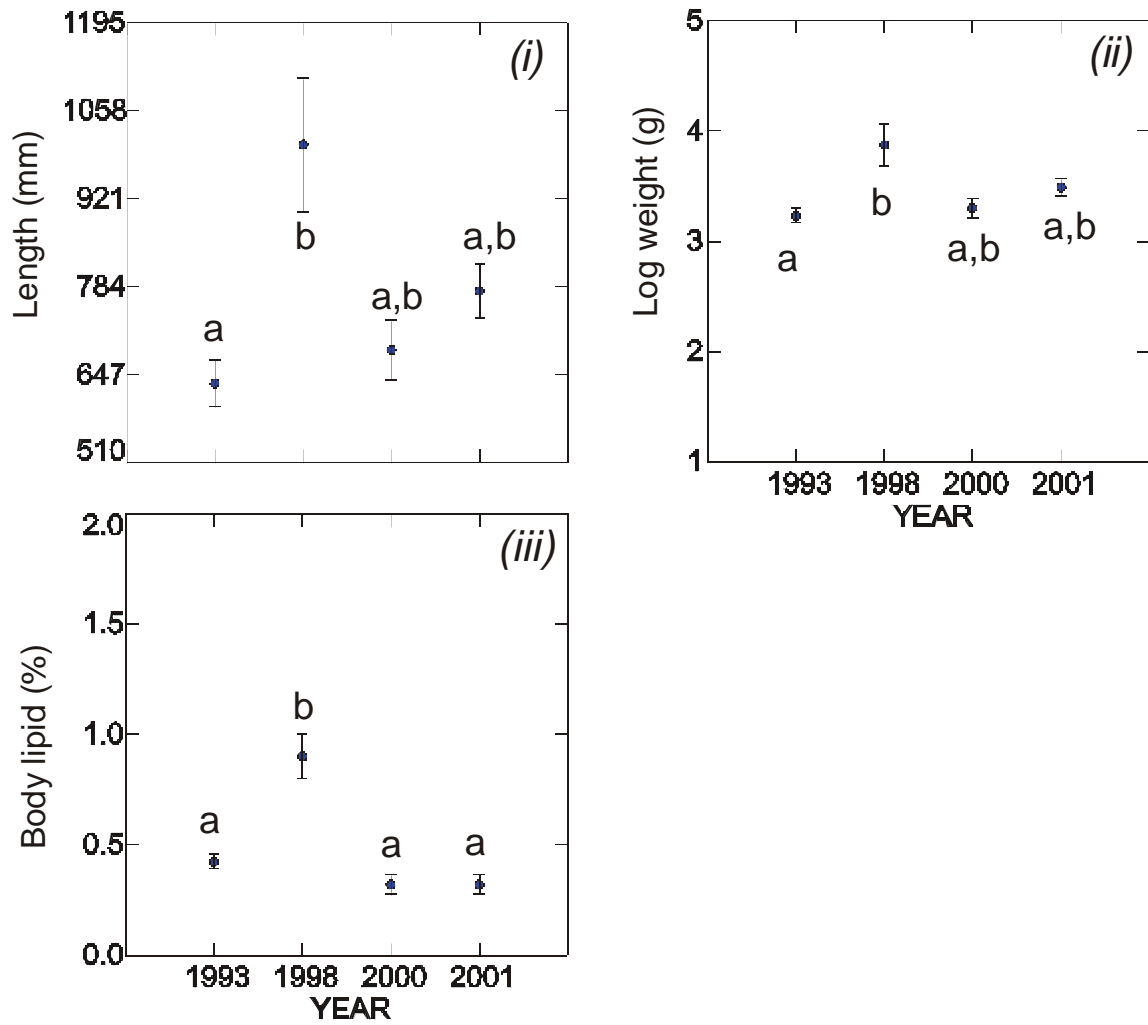 (i)
Length (mm)
1195
1058
921
784
647
510
a
b
a,b
a,b
(ii)
Log weight (g)
5
4
3
2
1
a
b
a,b
a,b
1993 1998 2000 2001
YEAR
(iii)
Body lipid (%)
2.0
1.5
1.0
0.5
0.0
a
b
a
a
1993 1998 2000 2001
YEAR